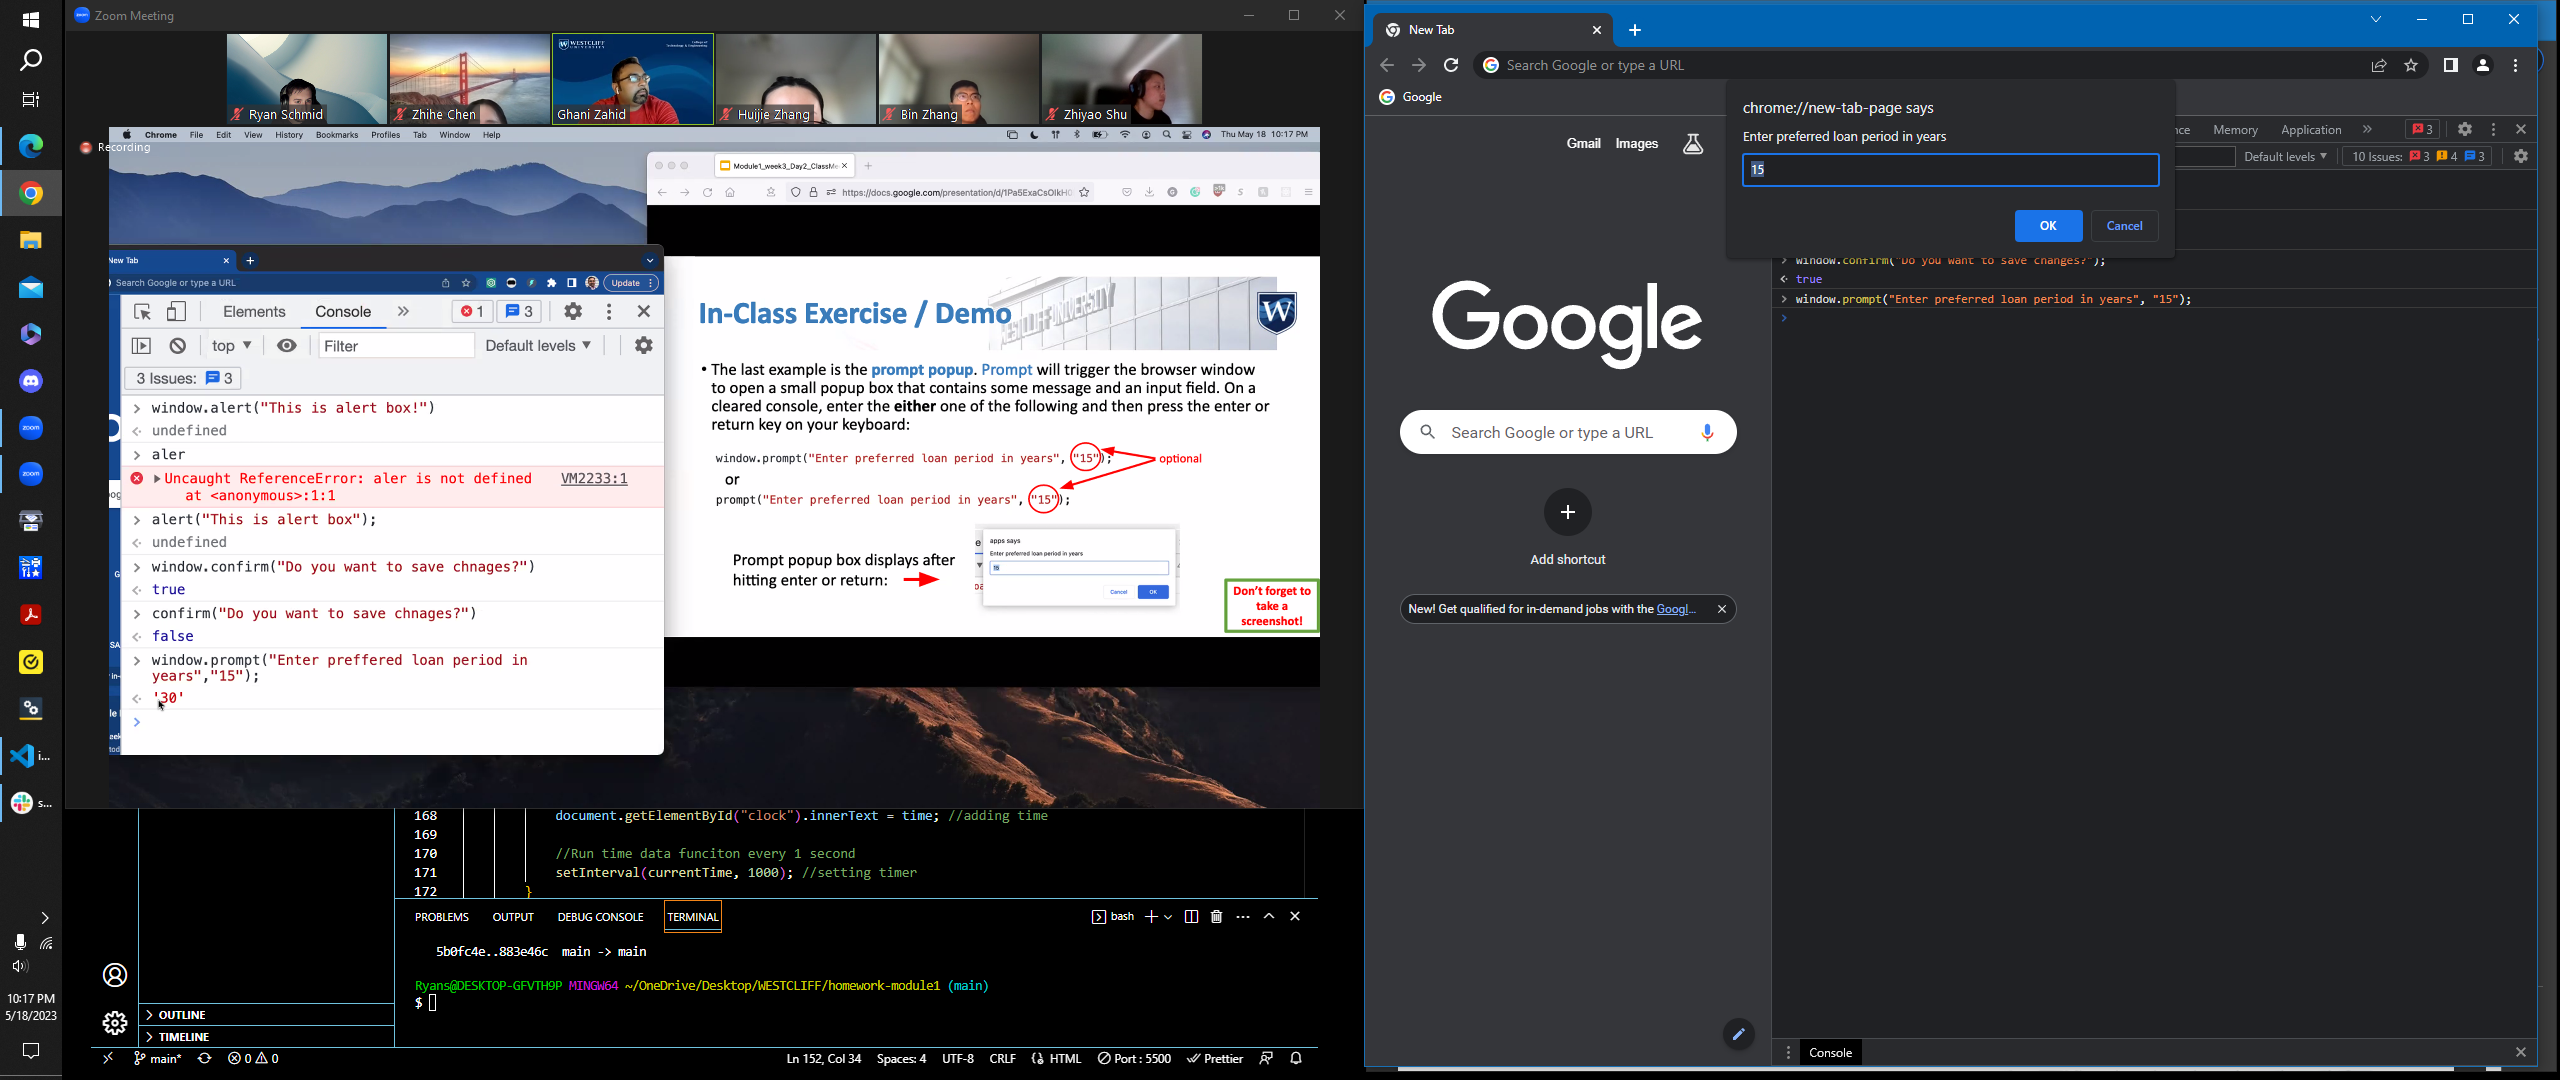 Zoom Meeting
WESTCLIFF UNIVERSITY
Ryan Schmid
Zhihe Chen
Ghani Zahid
Huijie Zhang
Bin Zhang
Zhiyao Shu
Recording
Chrome File Edit View History Bookmarks Profiles Tab Window Help
Thu May 18 10:17 PM
Module1_week3_Day2_ClassMe
https://docs.google.com/presentation/d/1Pa5ExaCsOlkH0
New Tab
Search Google or type a URL
Update
Elements
Console
1
3
top
Filter
Default levels
3 Issues: 3
window.alert("This is alert box!")
undefined
aler
Uncaught ReferenceError: aler is not defined
at <anonymous>:1:1
VM2233:1
alert("This is alert box");
undefined
window.confirm("Do you want to save chnages?")
true
confirm("Do you want to save chnages?")
false
window.prompt("Enter preffered loan period in
years","15");
'30'
In-Class Exercise / Demo
• The last example is the prompt popup. Prompt will trigger the browser window
to open a small popup box that contains some message and an input field. On a
cleared console, enter the either one of the following and then press the enter or
return key on your keyboard:
window.prompt("Enter preferred loan period in years", "15");
optional
or
prompt("Enter preferred loan period in years", "15");
Prompt popup box displays after
hitting enter or return:
apps says
Enter preferred loan period in years
15
Cancel
OK
Don't forget to
take a
screenshot!
168 document.getElementById("clock").innerText = time; //adding time
169
170 //Run time data funciton every 1 second
171 setInterval(currentTime, 1000); //setting timer
172 }
PROBLEMS OUTPUT DEBUG CONSOLE TERMINAL
bash
5b0fc4e..883e46c main -> main
Ryans@DESKTOP-GFVTH9P MINGW64 ~/OneDrive/Desktop/WESTCLIFF/homework-module1 (main)
$
OUTLINE
TIMELINE
main*
0 0
Ln 152, Col 34
Spaces: 4
UTF-8
CRLF
HTML
Port : 5500
Prettier
zoom
zoom
i...
s...
10:17 PM
5/18/2023
New Tab
Search Google or type a URL
Google
chrome://new-tab-page says
Enter preferred loan period in years
15
OK
Cancel
Gmail
Images
Google
Search Google or type a URL
Add shortcut
New! Get qualified for in-demand jobs with the Googl...
nce
Memory
Application
3
Default levels
10 Issues: 3 4 3
window.confirm("Do you want to save chnages?");
true
window.prompt("Enter preferred loan period in years", "15");
Console